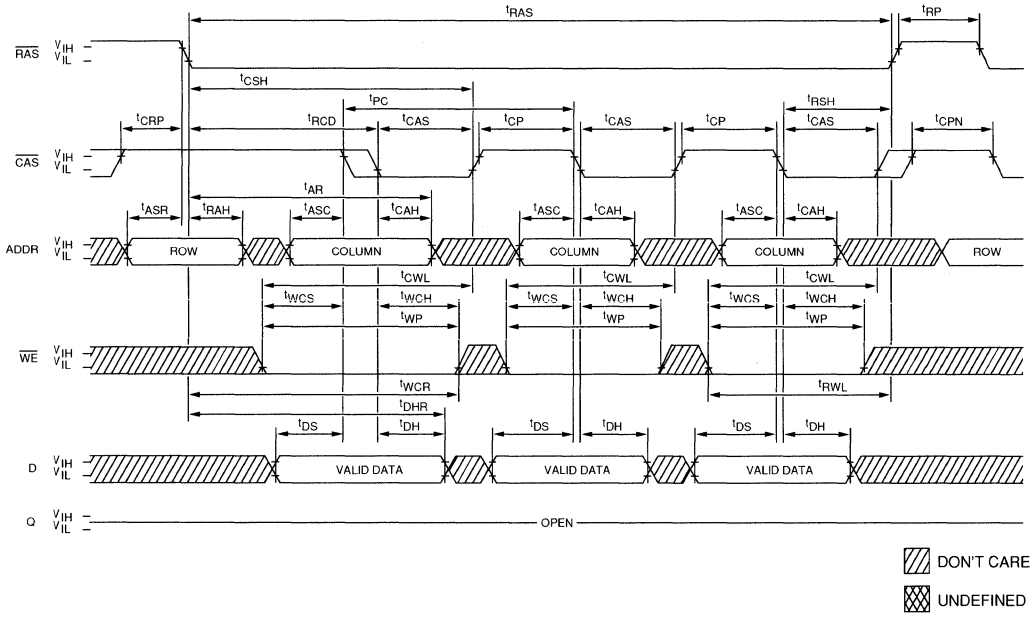 tRAS
tRP
RAS VIH VIL
tCSH
tPC
tRSH
tCRP tRCD tCAS tCP tCAS tCP tCAS tCPN
CAS VIH VIL
tAR
tASR tRAH tASC tCAH tASC tCAH tASC tCAH
ADDR VIH VIL ROW COLUMN COLUMN COLUMN ROW
tCWL tCWL tCWL
tWCS tWCH tWCS tWCH tWCS tWCH
tWP tWP tWP
WE VIH VIL
tWCR tRWL
tDHR
tDS tDH tDS tDH tDS tDH
D VIH VIL VALID DATA VALID DATA VALID DATA
Q VIH VIL OPEN
DON'T CARE
UNDEFINED